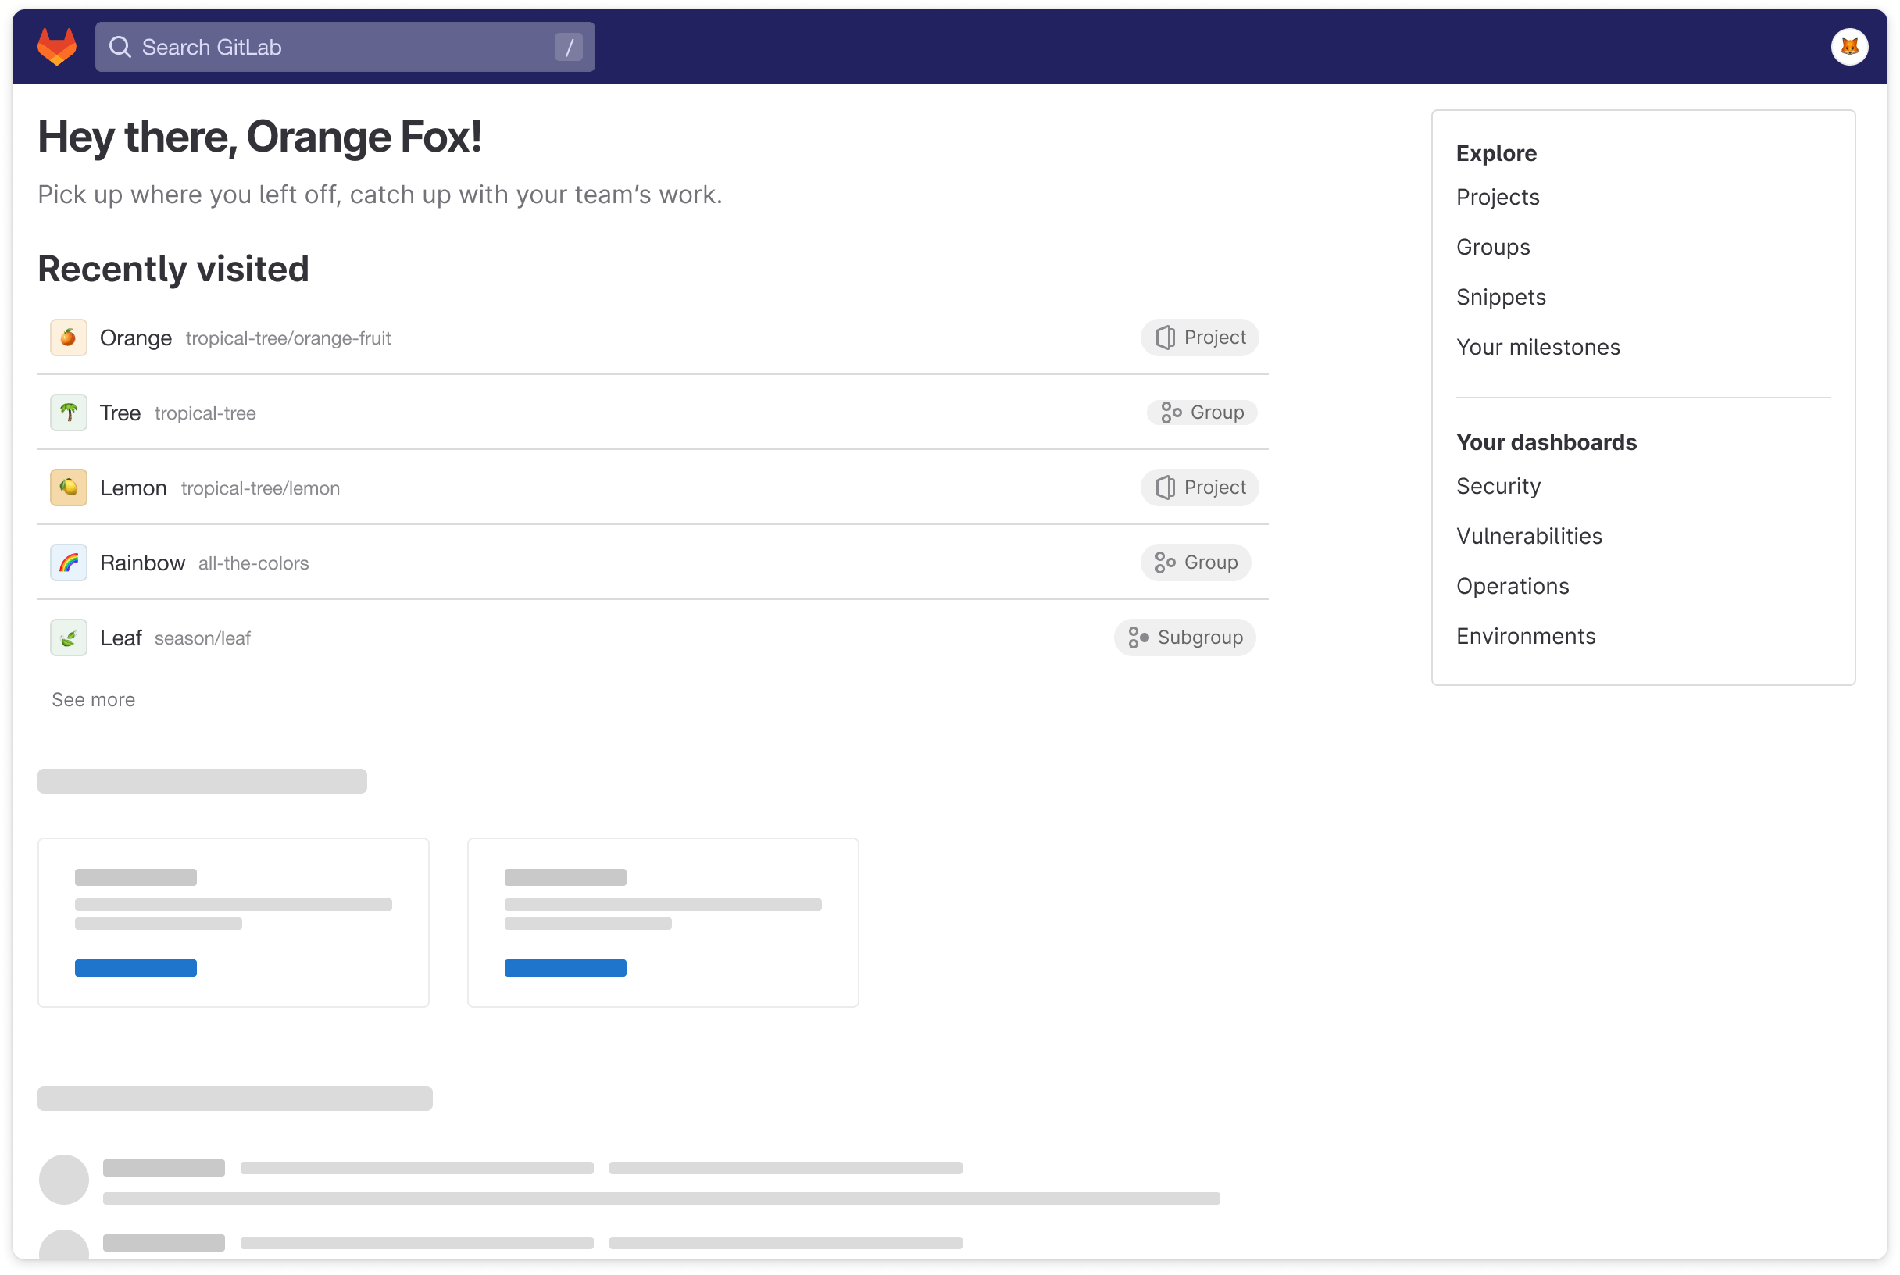 Search GitLab /
Hey there, Orange Fox!
Pick up where you left off, catch up with your team’s work.
Recently visited
Orange tropical-tree/orange-fruit Project
Tree tropical-tree Group
Lemon tropical-tree/lemon Project
Rainbow all-the-colors Group
Leaf season/leaf Subgroup
See more
Explore
Projects
Groups
Snippets
Your milestones
Your dashboards
Security
Vulnerabilities
Operations
Environments